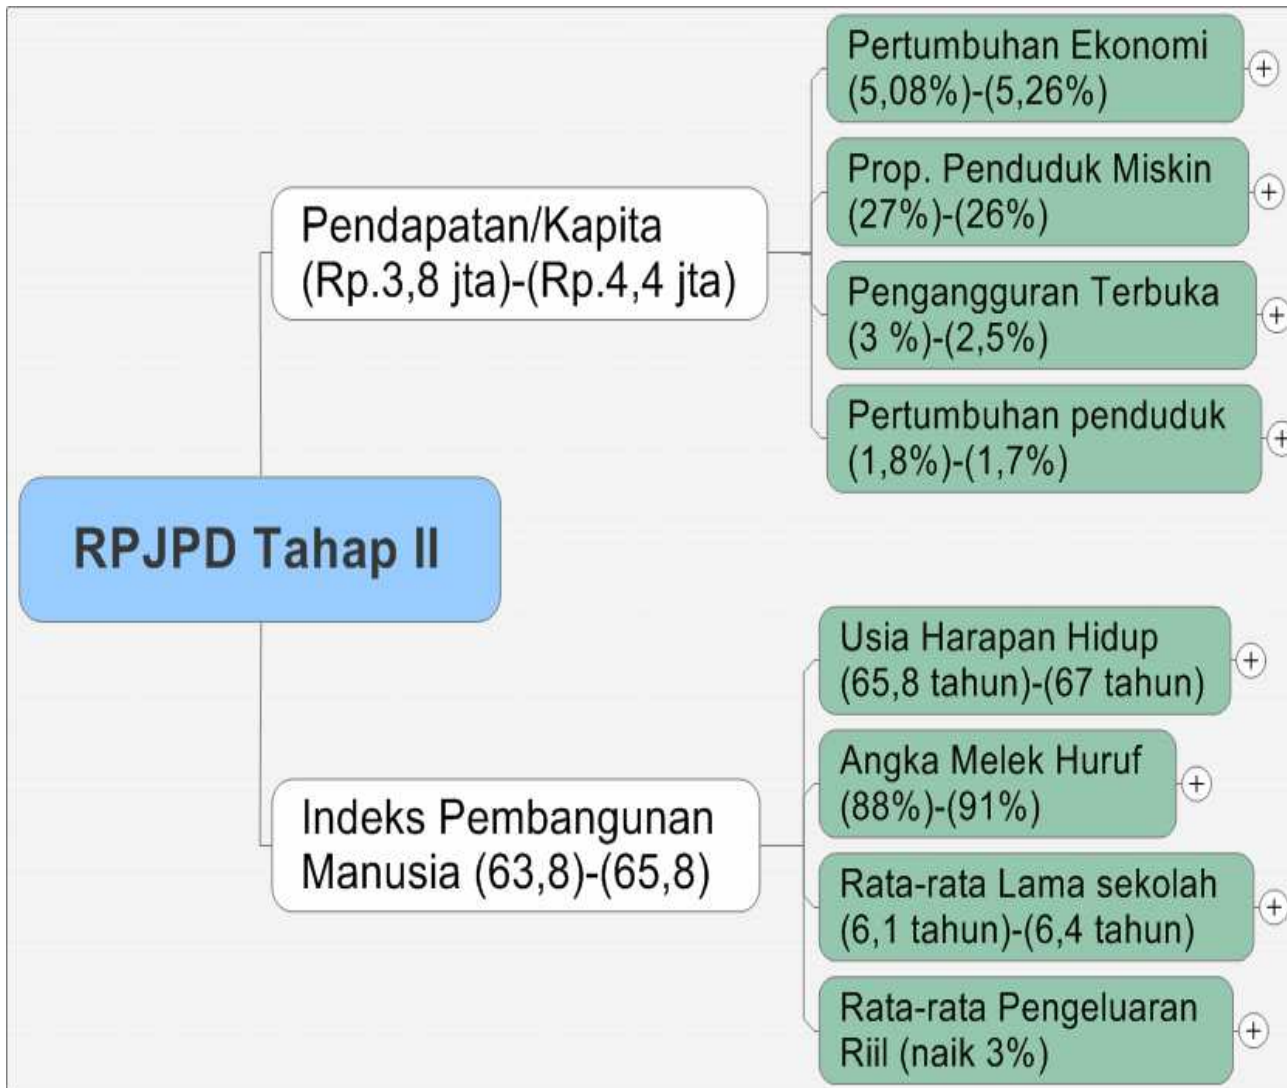 RPJPD Tahap II
Pendapatan/Kapita
(Rp.3,8 jta)-(Rp.4,4 jta)
Pertumbuhan Ekonomi
(5,08%)-(5,26%)
Prop. Penduduk Miskin
(27%)-(26%)
Pengangguran Terbuka
(3 %)-(2,5%)
Pertumbuhan penduduk
(1,8%)-(1,7%)
Indeks Pembangunan
Manusia (63,8)-(65,8)
Usia Harapan Hidup
(65,8 tahun)-(67 tahun)
Angka Melek Huruf
(88%)-(91%)
Rata-rata Lama sekolah
(6,1 tahun)-(6,4 tahun)
Rata-rata Pengeluaran
Riil (naik 3%)